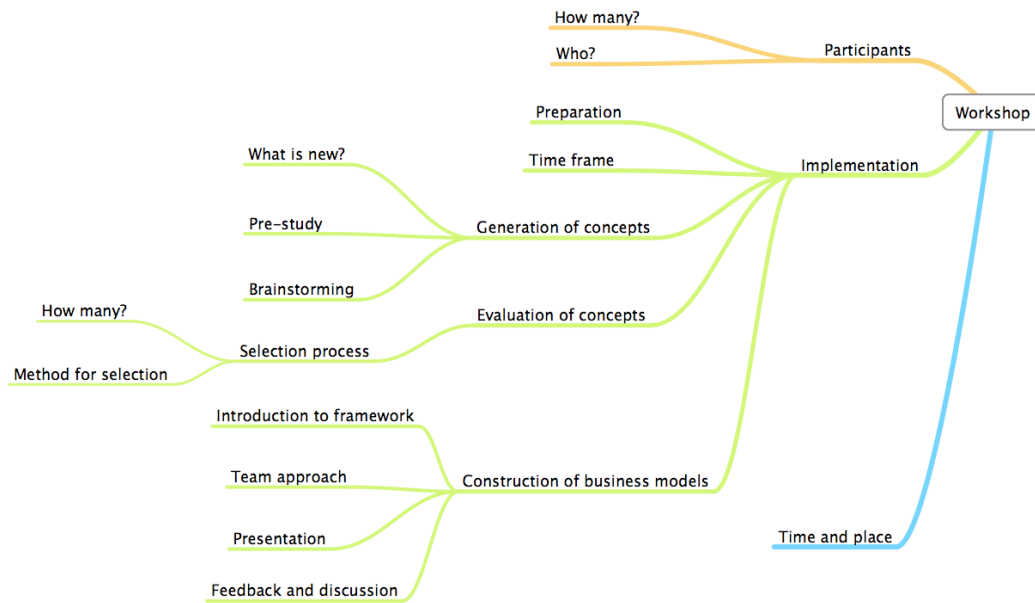 How many?
Who?
Participants
Workshop
Preparation
Time frame
Implementation
What is new?
Pre-study
Brainstorming
Generation of concepts
Evaluation of concepts
How many?
Method for selection
Selection process
Introduction to framework
Team approach
Presentation
Feedback and discussion
Construction of business models
Time and place